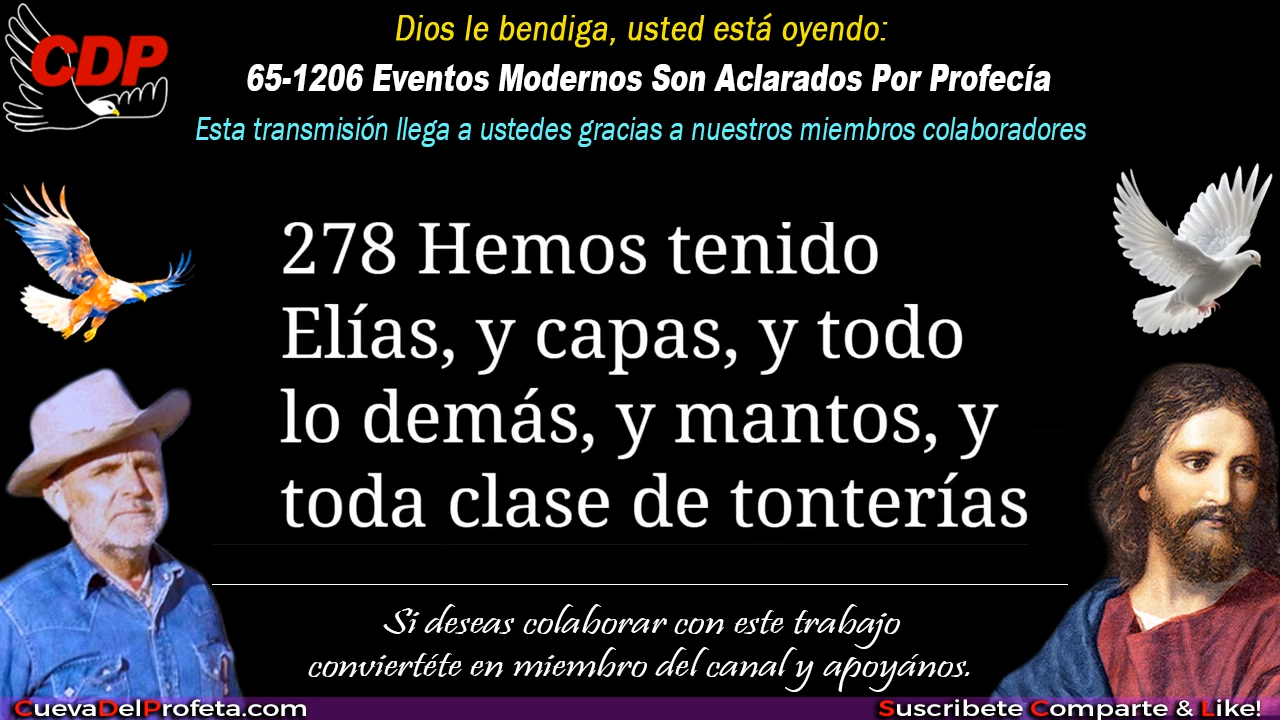 CDP
Dios le bendiga, usted está oyendo:
65-1206 Eventos Modernos Son Aclarados Por Profecía
Esta transmisión llega a ustedes gracias a nuestros miembros colaboradores
278 Hemos tenido
Elías, y capas, y todo
lo demás, y mantos, y
toda clase de tonterías
Si deseas colaborar con este trabajo
conviertéte en miembro del canal y apoyános.
CuevaDelProfeta.com
Suscribete Comparte & Like!